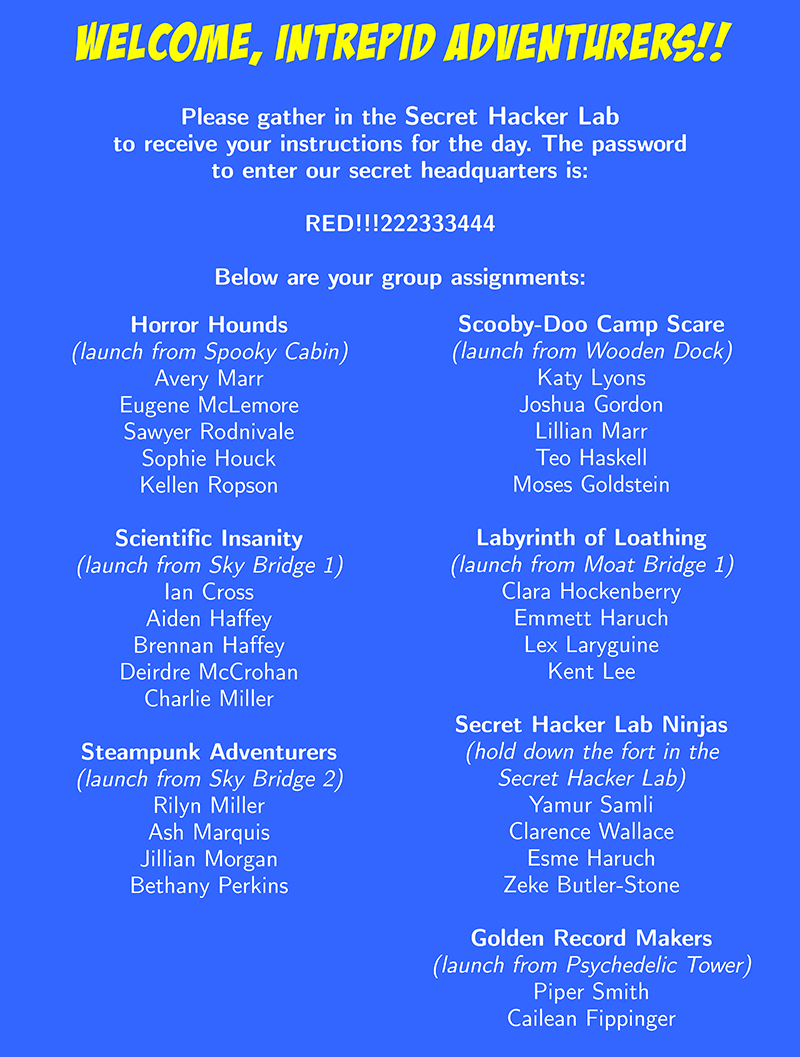 WELCOME, INTREPID ADVENTURERS!!
Please gather in the Secret Hacker Lab
to receive your instructions for the day. The password
to enter our secret headquarters is:
RED!!!222333444
Below are your group assignments:
Horror Hounds
(launch from Spooky Cabin)
Avery Marr
Eugene McLemore
Sawyer Rodnivale
Sophie Houck
Kellen Ropson
Scientific Insanity
(launch from Sky Bridge 1)
Ian Cross
Aiden Haffey
Brennan Haffey
Deirdre McCrohan
Charlie Miller
Steampunk Adventurers
(launch from Sky Bridge 2)
Rilyn Miller
Ash Marquis
Jillian Morgan
Bethany Perkins
Scooby-Doo Camp Scare
(launch from Wooden Dock)
Katy Lyons
Joshua Gordon
Lillian Marr
Teo Haskell
Moses Goldstein
Labyrinth of Loathing
(launch from Moat Bridge 1)
Clara Hockenberry
Emmett Haruch
Lex Laryguine
Kent Lee
Secret Hacker Lab Ninjas
(hold down the fort in the
Secret Hacker Lab)
Yamur Samli
Clarence Wallace
Esme Haruch
Zeke Butler-Stone
Golden Record Makers
(launch from Psychedelic Tower)
Piper Smith
Cailean Fippinger